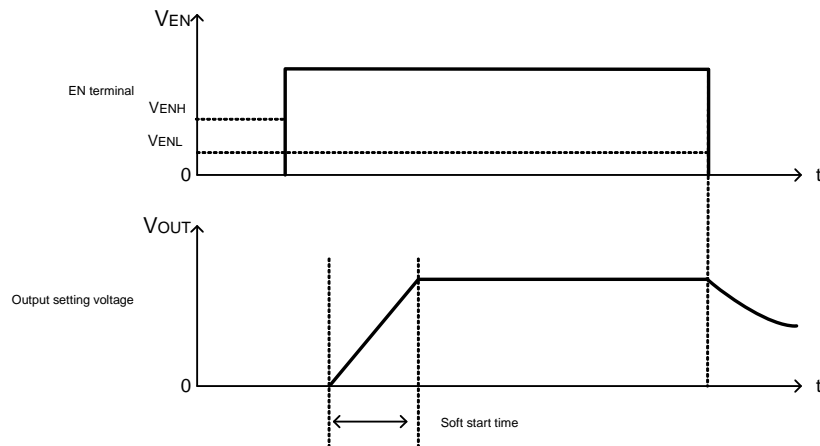 VEN
EN terminal
VENH
VENL
0
t
VOUT
Output setting voltage
0
t
Soft start time